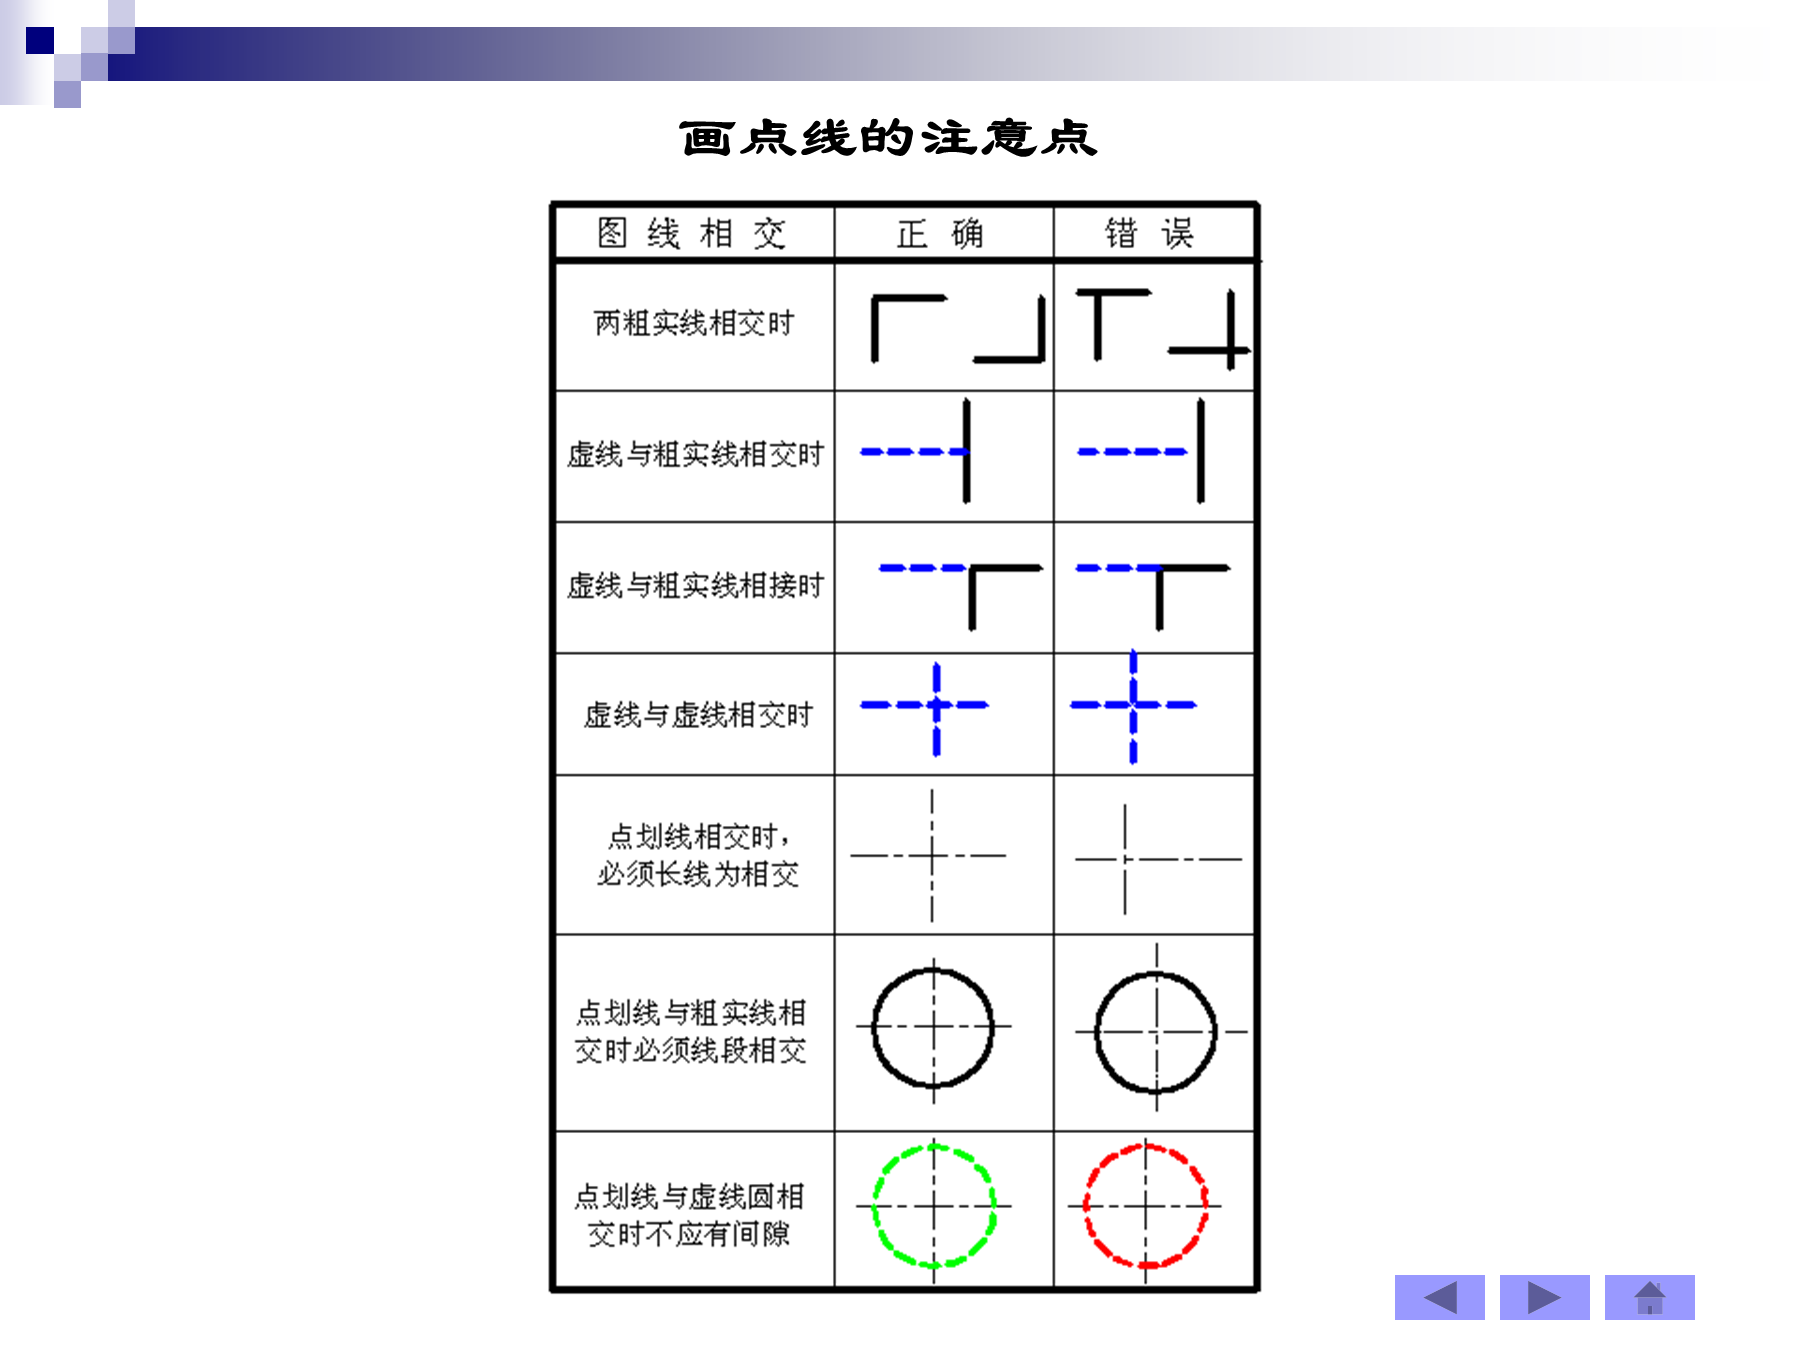 画点线的注意点
图线相交 正确 错误
两粗实线相交时
虚线与粗实线相交时
虚线与粗实线相接时
虚线与虚线相交时
点划线相交时，
必须长线为相交
点划线与粗实线相
交时必须线段相交
点划线与虚线圆相
交时不应有间隙